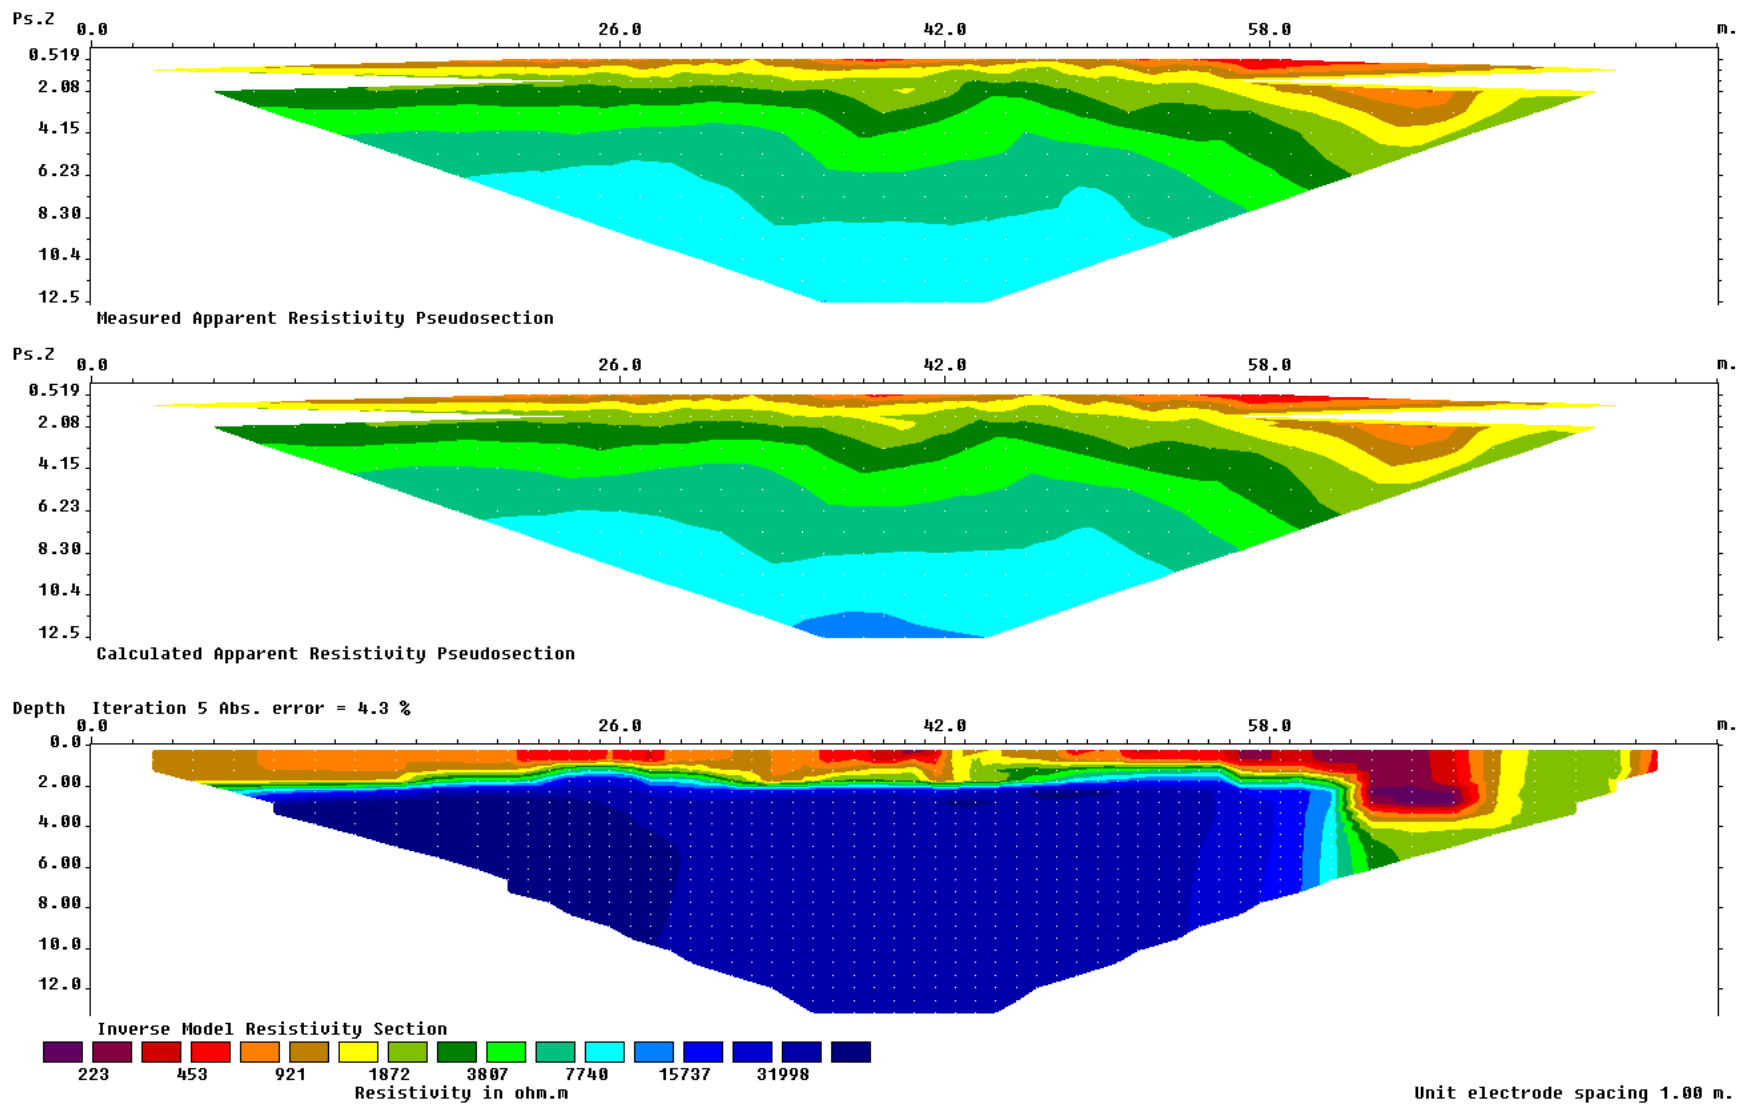 Ps.Z 0.0 26.0 42.0 58.0 m.
0.519
2.08
4.15
6.23
8.30
10.4
12.5
Measured Apparent Resistivity Pseudosection
Ps.Z 0.0 26.0 42.0 58.0 m.
0.519
2.08
4.15
6.23
8.30
10.4
12.5
Calculated Apparent Resistivity Pseudosection
Depth Iteration 5 Abs. error = 4.3 %
0.0 26.0 42.0 58.0 m.
0.0
2.00
4.00
6.00
8.00
10.0
12.0
Inverse Model Resistivity Section
223 453 921 1872 3807 7740 15737 31998
Resistivity in ohm.m Unit electrode spacing 1.00 m.